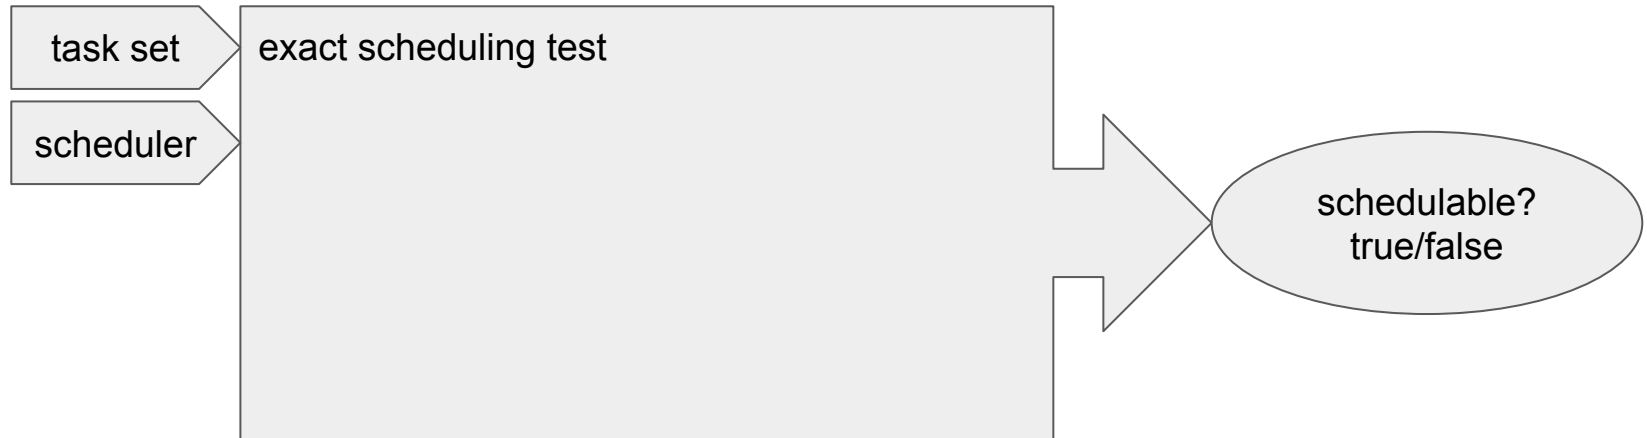 task set
exact scheduling test
scheduler
schedulable?
true/false